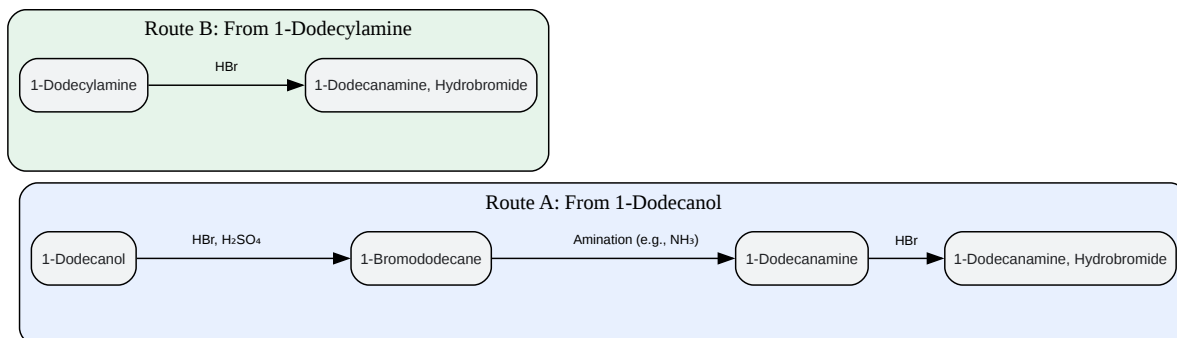 Route B: From 1-Dodecylamine
1-Dodecylamine
HBr
1-Dodecanamine, Hydrobromide
Route A: From 1-Dodecanol
1-Dodecanol
HBr, H₂SO₄
1-Bromododecane
Amination (e.g., NH₃)
1-Dodecanamine
HBr
1-Dodecanamine, Hydrobromide